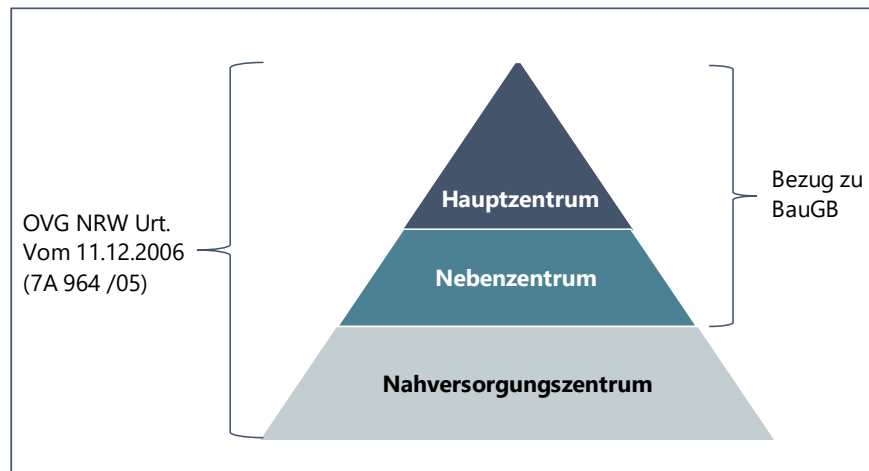 OVG NRW Urt.
Vom 11.12.2006
(7A 964 /05)
Hauptzentrum
Nebenzentrum
Nahversorgungszentrum
Bezug zu
BauGB